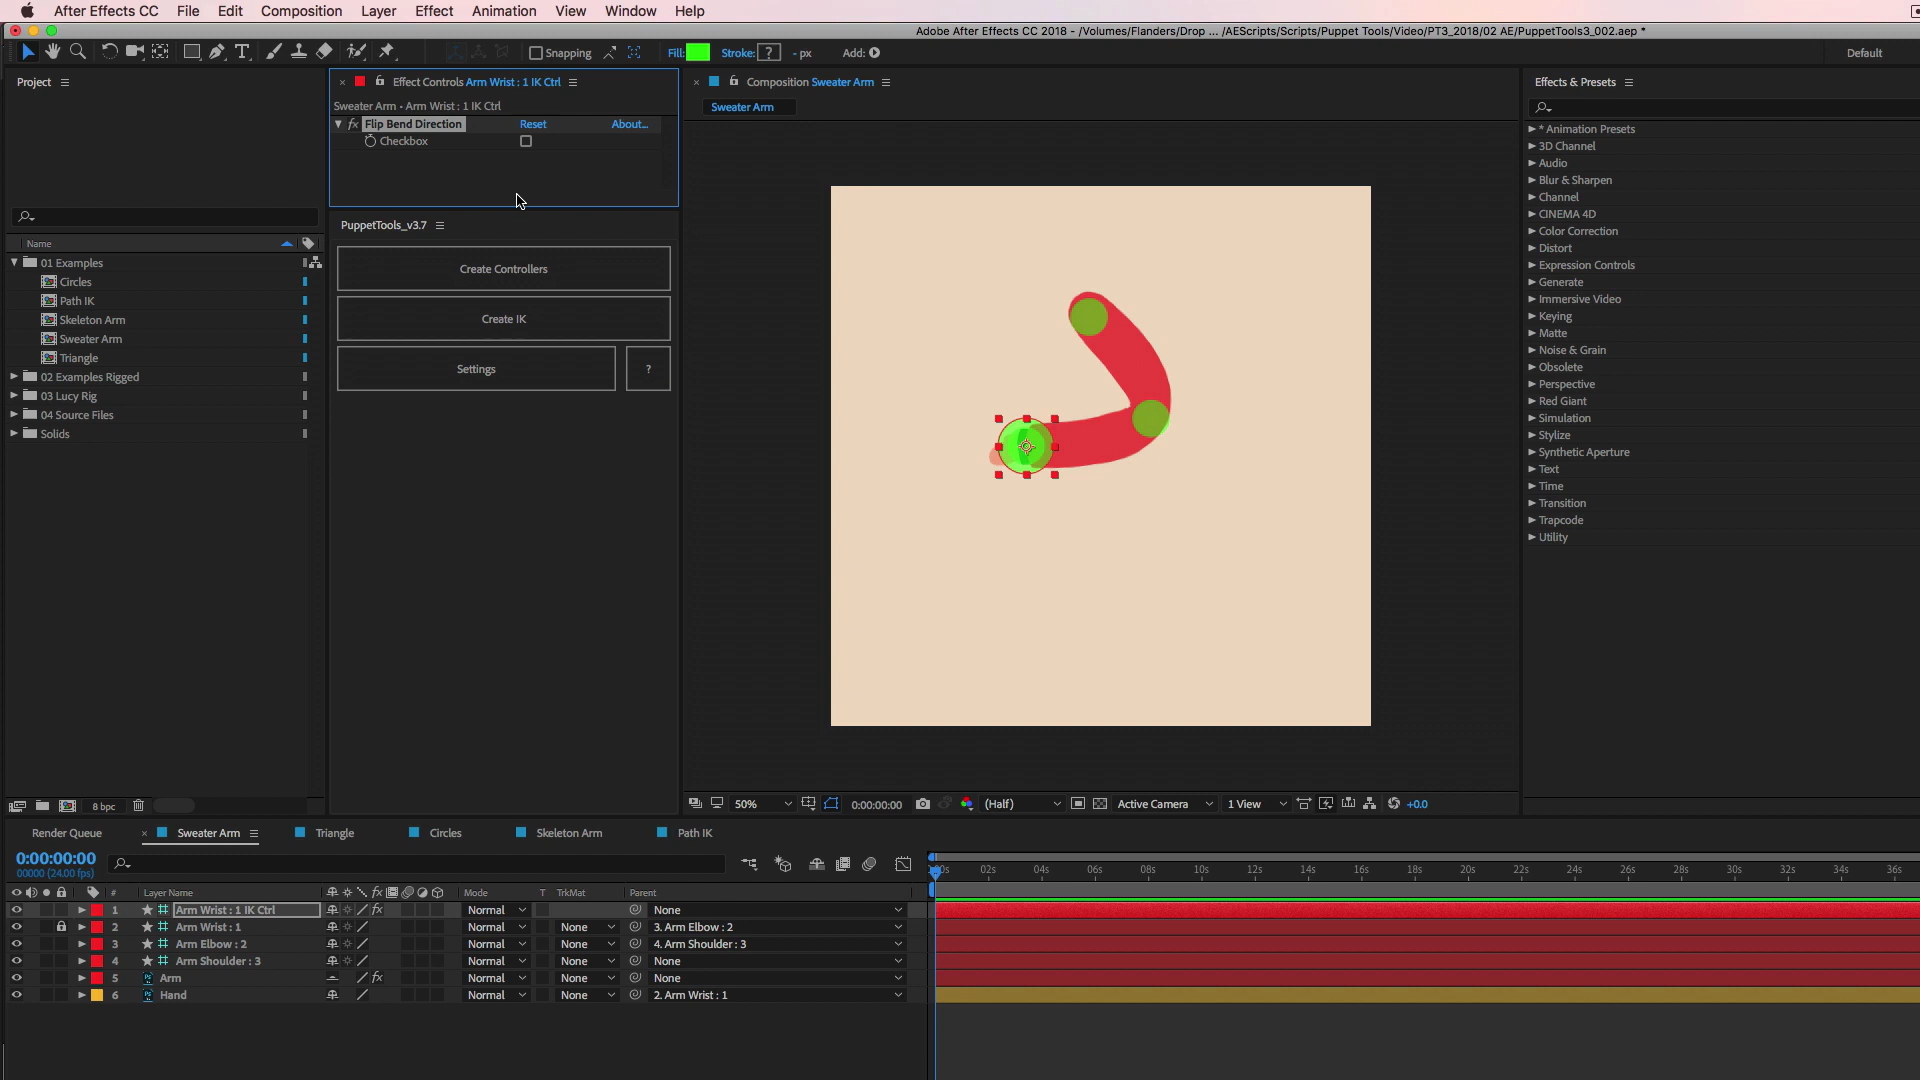 After Effects CC File Edit Composition Layer Effect Animation View Window Help
Adobe After Effects CC 2018 - /Volumes/Flanders/Drop ... /AEScripts/Scripts/Puppet Tools/Video/PT3_2018/02 AE/PuppetTools3_002.aep *
Snapping Fill: Stroke: ? - px Add: Default
Project
Name
01 Examples
Circles
Path IK
Skeleton Arm
Sweater Arm
Triangle
02 Examples Rigged
03 Lucy Rig
04 Source Files
Solids
8 bpc
Effect Controls Arm Wrist : 1 IK Ctrl
Sweater Arm • Arm Wrist : 1 IK Ctrl
fx Flip Bend Direction Reset About...
Checkbox
PuppetTools_v3.7
Create Controllers
Create IK
Settings ?
Composition Sweater Arm
Sweater Arm
50% 0:00:00:00 (Half) Active Camera 1 View +0.0
Effects & Presets
* Animation Presets
3D Channel
Audio
Blur & Sharpen
Channel
CINEMA 4D
Color Correction
Distort
Expression Controls
Generate
Immersive Video
Keying
Matte
Noise & Grain
Obsolete
Perspective
Red Giant
Simulation
Stylize
Synthetic Aperture
Text
Time
Transition
Trapcode
Utility
Render Queue Sweater Arm Triangle Circles Skeleton Arm Path IK
0:00:00:00
00000 (24.00 fps)
# Layer Name fx Mode T TrkMat Parent
1 Arm Wrist : 1 IK Ctrl fx Normal None
2 Arm Wrist : 1 Normal None 3. Arm Elbow : 2
3 Arm Elbow : 2 Normal None 4. Arm Shoulder : 3
4 Arm Shoulder : 3 Normal None None
5 Arm fx Normal None None
6 Hand Normal None 2. Arm Wrist : 1
02s 04s 06s 08s 10s 12s 14s 16s 18s 20s 22s 24s 26s 28s 30s 32s 34s 36s